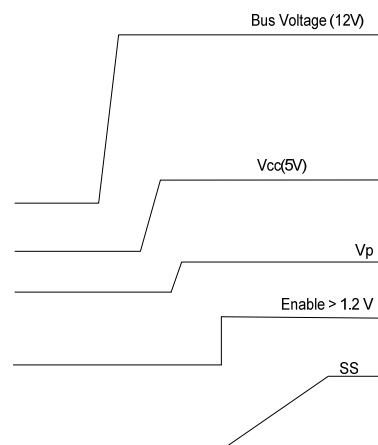 Bus Voltage (12V)
Vcc(5V)
Vp
Enable > 1.2 V
SS